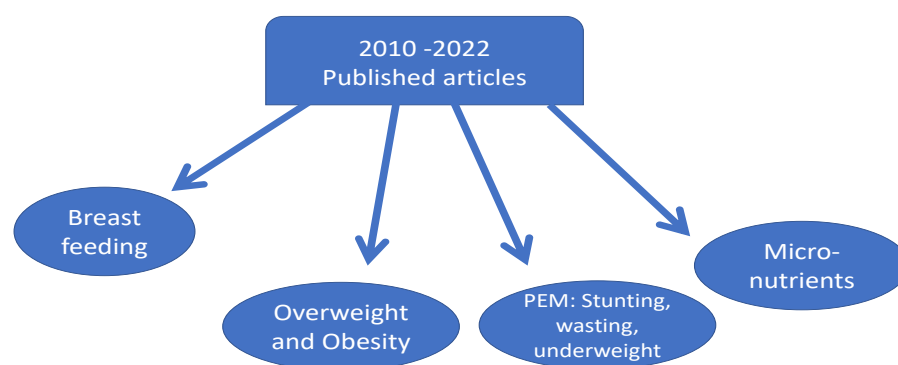 2010 -2022
Published articles
Breast
feeding
Overweight
and Obesity
PEM: Stunting,
wasting,
underweight
Micro-
nutrients